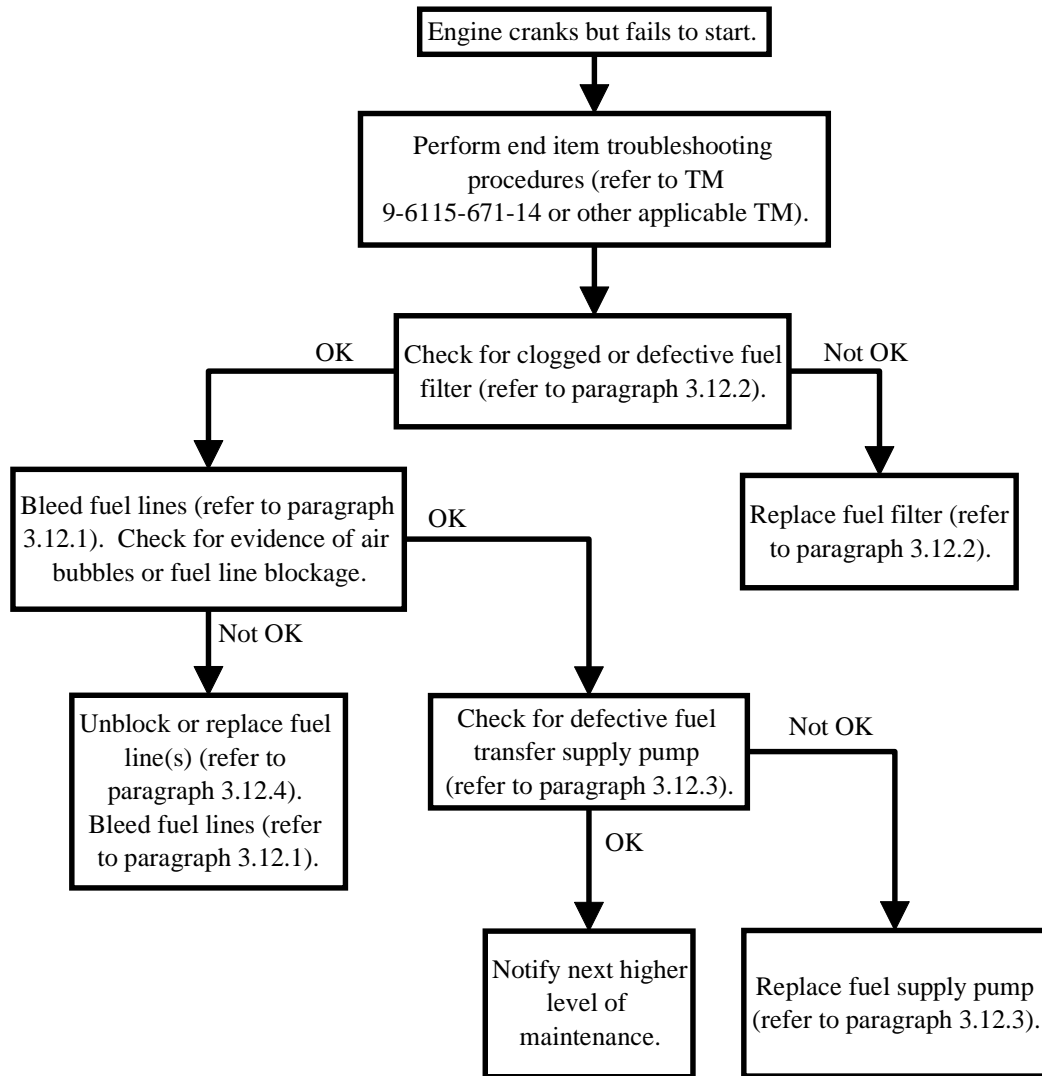 Engine cranks but fails to start.
Perform end item troubleshooting
procedures (refer to TM
9-6115-671-14 or other applicable TM).
OK
Check for clogged or defective fuel
filter (refer to paragraph 3.12.2).
Not OK
Bleed fuel lines (refer to paragraph
3.12.1).  Check for evidence of air
bubbles or fuel line blockage.
OK
Replace fuel filter (refer
to paragraph 3.12.2).
Not OK
Unblock or replace fuel
line(s) (refer to
paragraph 3.12.4).
Bleed fuel lines (refer
to paragraph 3.12.1).
Check for defective fuel
transfer supply pump
(refer to paragraph 3.12.3).
Not OK
OK
Notify next higher
level of
maintenance.
Replace fuel supply pump
(refer to paragraph 3.12.3).